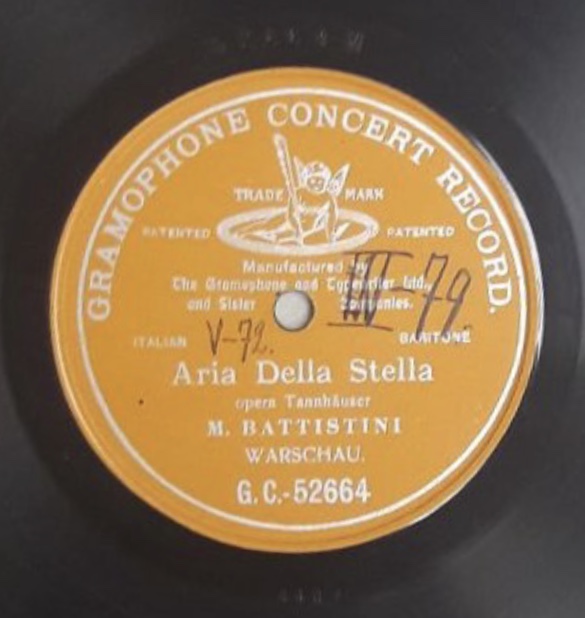 GRAMOPHONE CONCERT RECORD.
TRADE MARK
PATENTED PATENTED
Manufactured by
The Gramophone and Typewriter Ltd.,
and Sister Companies.
III-79.
V-72.
ITALIAN BARITONE
Aria Della Stella
opera Tannhäuser
M. BATTISTINI
WARSCHAU.
G.C.-52664